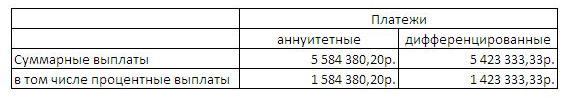 Платежи
аннуитетные дифференцированные
Суммарные выплаты 5 584 380,20р. 5 423 333,33р.
в том числе процентные выплаты 1 584 380,20р. 1 423 333,33р.